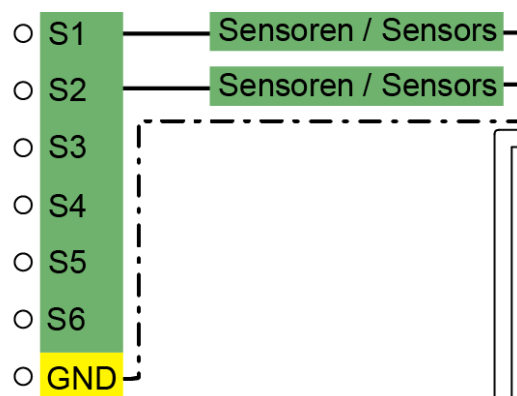 S1 Sensoren / Sensors
S2 Sensoren / Sensors
S3
S4
S5
S6
GND